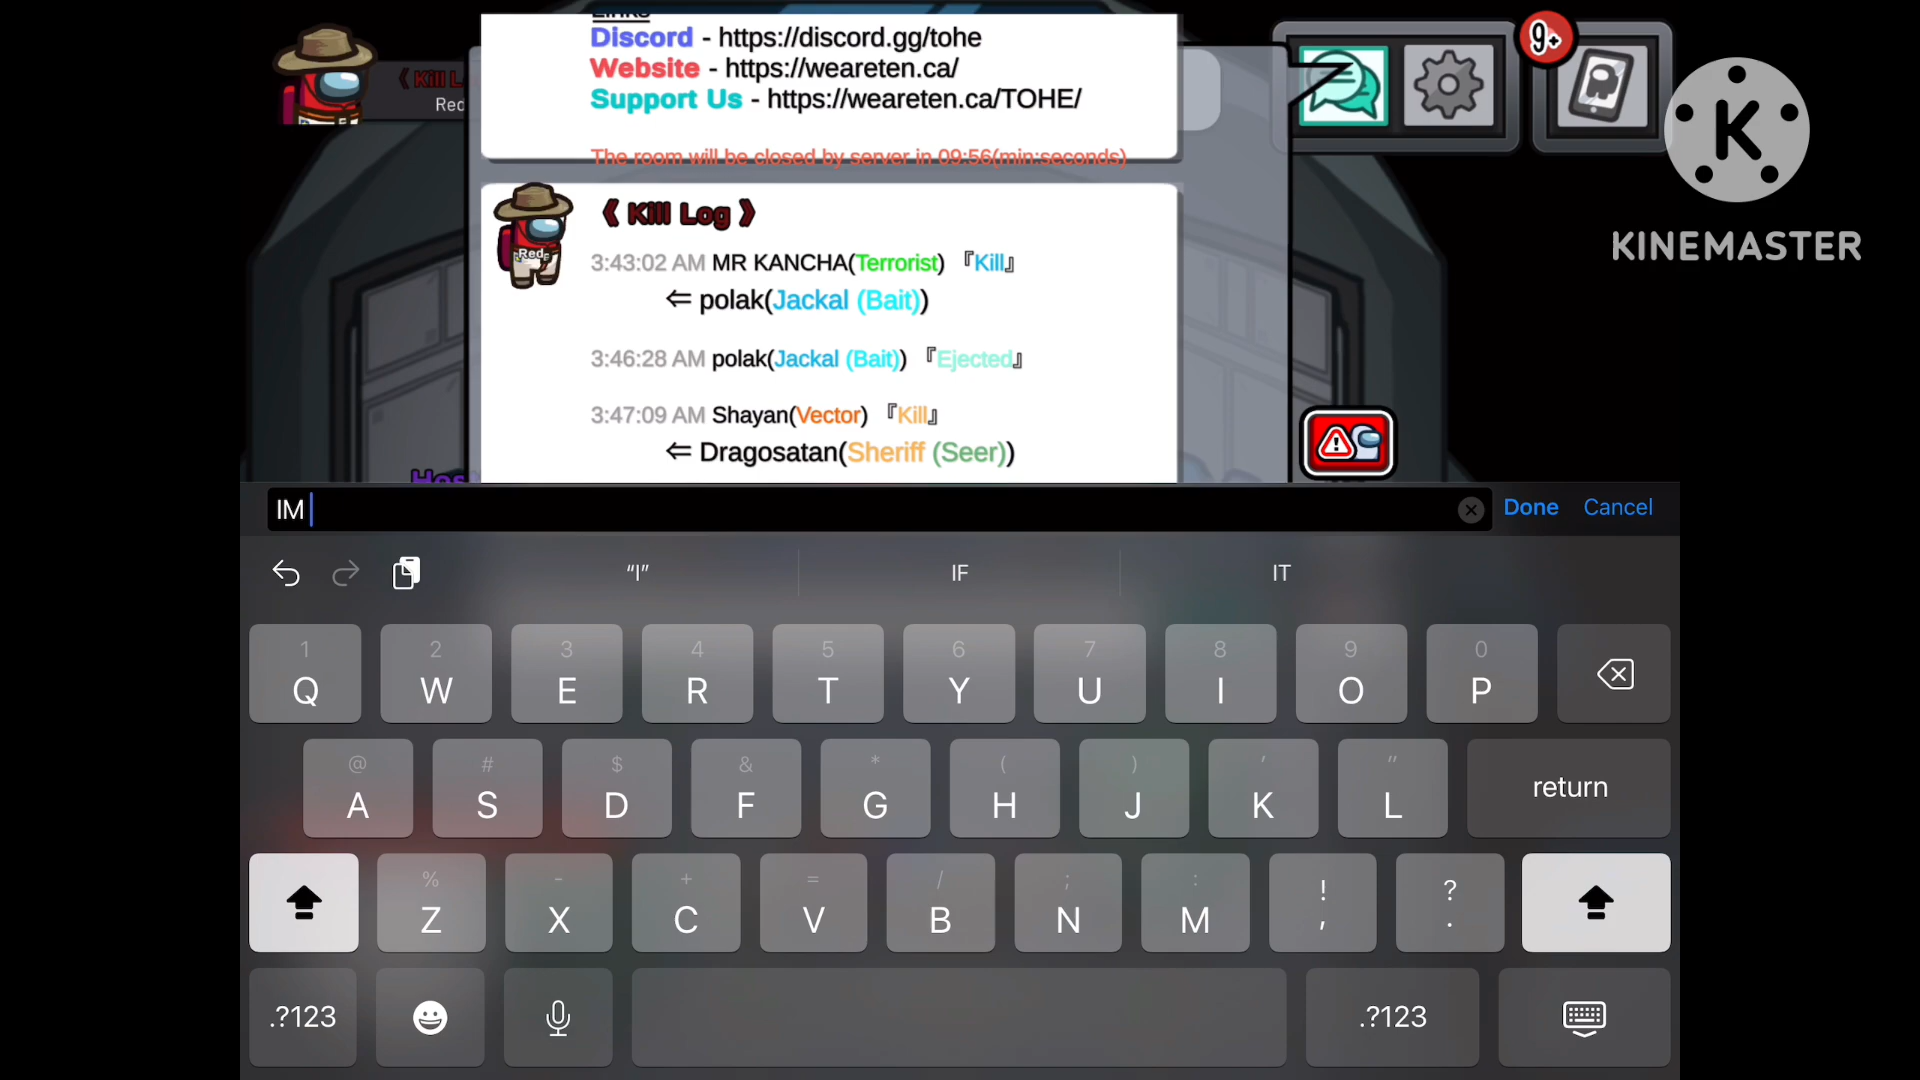 Links
Discord - https://discord.gg/tohe
Website - https://weareten.ca/
Support Us - https://weareten.ca/TOHE/
The room will be closed by server in 09:56(min:seconds)
《 Kill L
Red
9+
K
KINEMASTER
《 Kill Log 》
Red
3:43:02 AM MR KANCHA(Terrorist) 『Kill』
⇐ polak(Jackal (Bait))
3:46:28 AM polak(Jackal (Bait)) 『Ejected』
3:47:09 AM Shayan(Vector) 『Kill』
⇐ Dragosatan(Sheriff (Seer))
Hos
IM
Done Cancel
“I” IF IT
1 2 3 4 5 6 7 8 9 0
Q W E R T Y U I O P
@ # $ & * ( ) ' "
A S D F G H J K L return
% - + = / ; : ! ?
Z X C V B N M , .
.?123 .?123